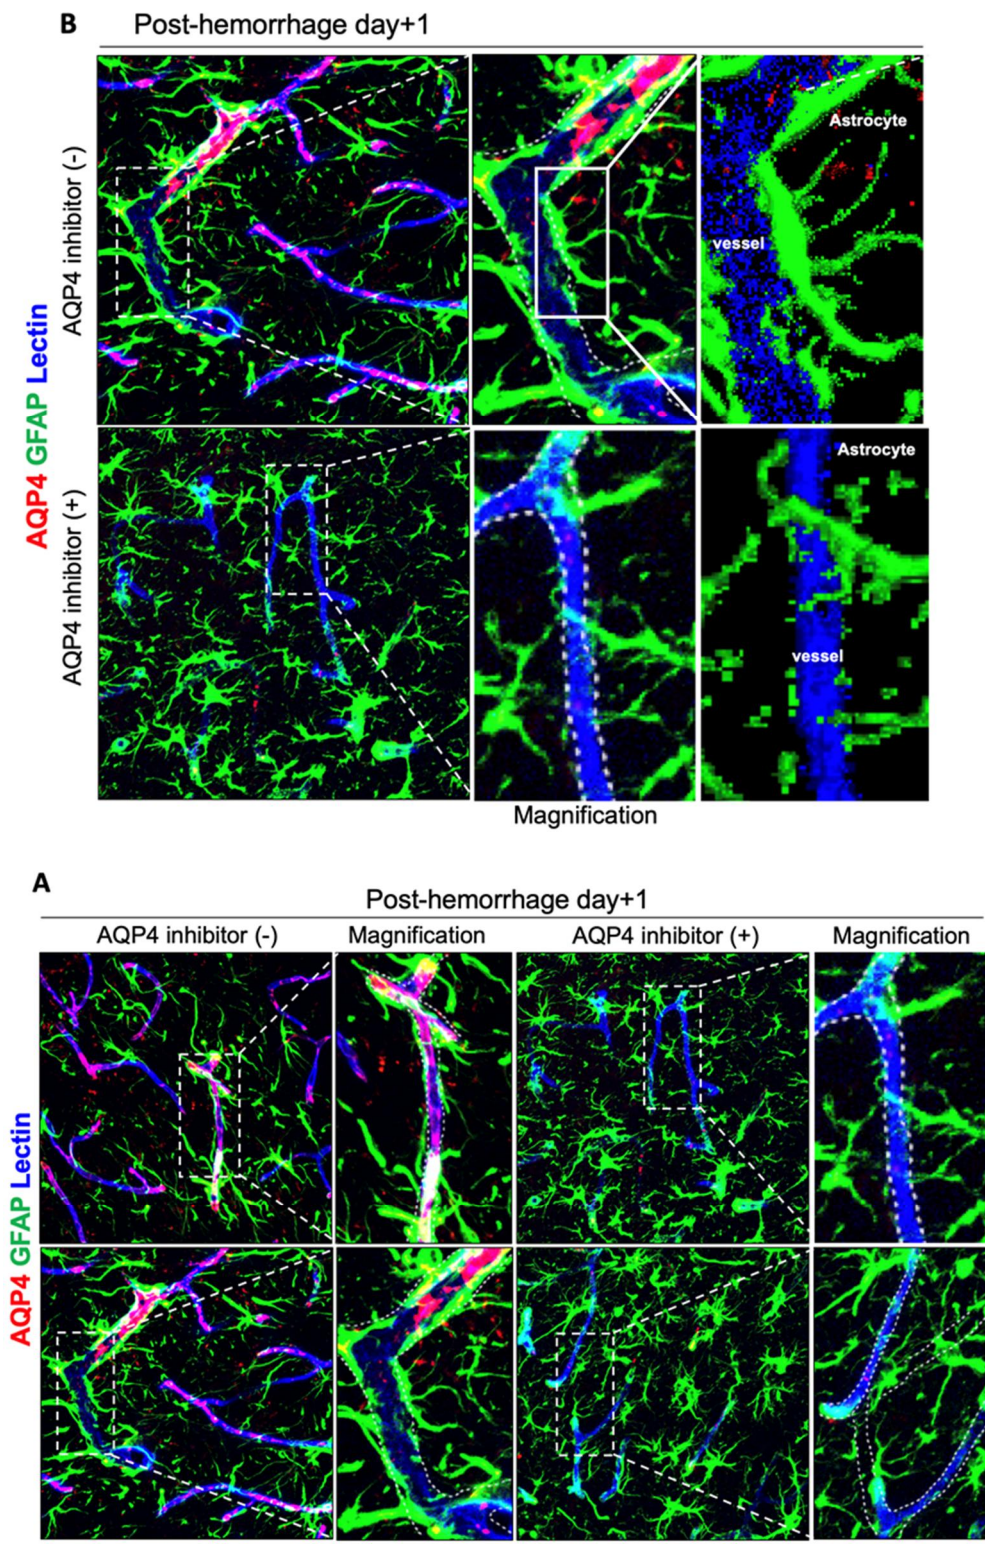 B
Post-hemorrhage day+1
AQP4 inhibitor (-)
Astrocyte
vessel
AQP4 GFAP Lectin
AQP4 inhibitor (+)
Astrocyte
vessel
Magnification
A
Post-hemorrhage day+1
AQP4 inhibitor (-) Magnification AQP4 inhibitor (+) Magnification
AQP4 GFAP Lectin